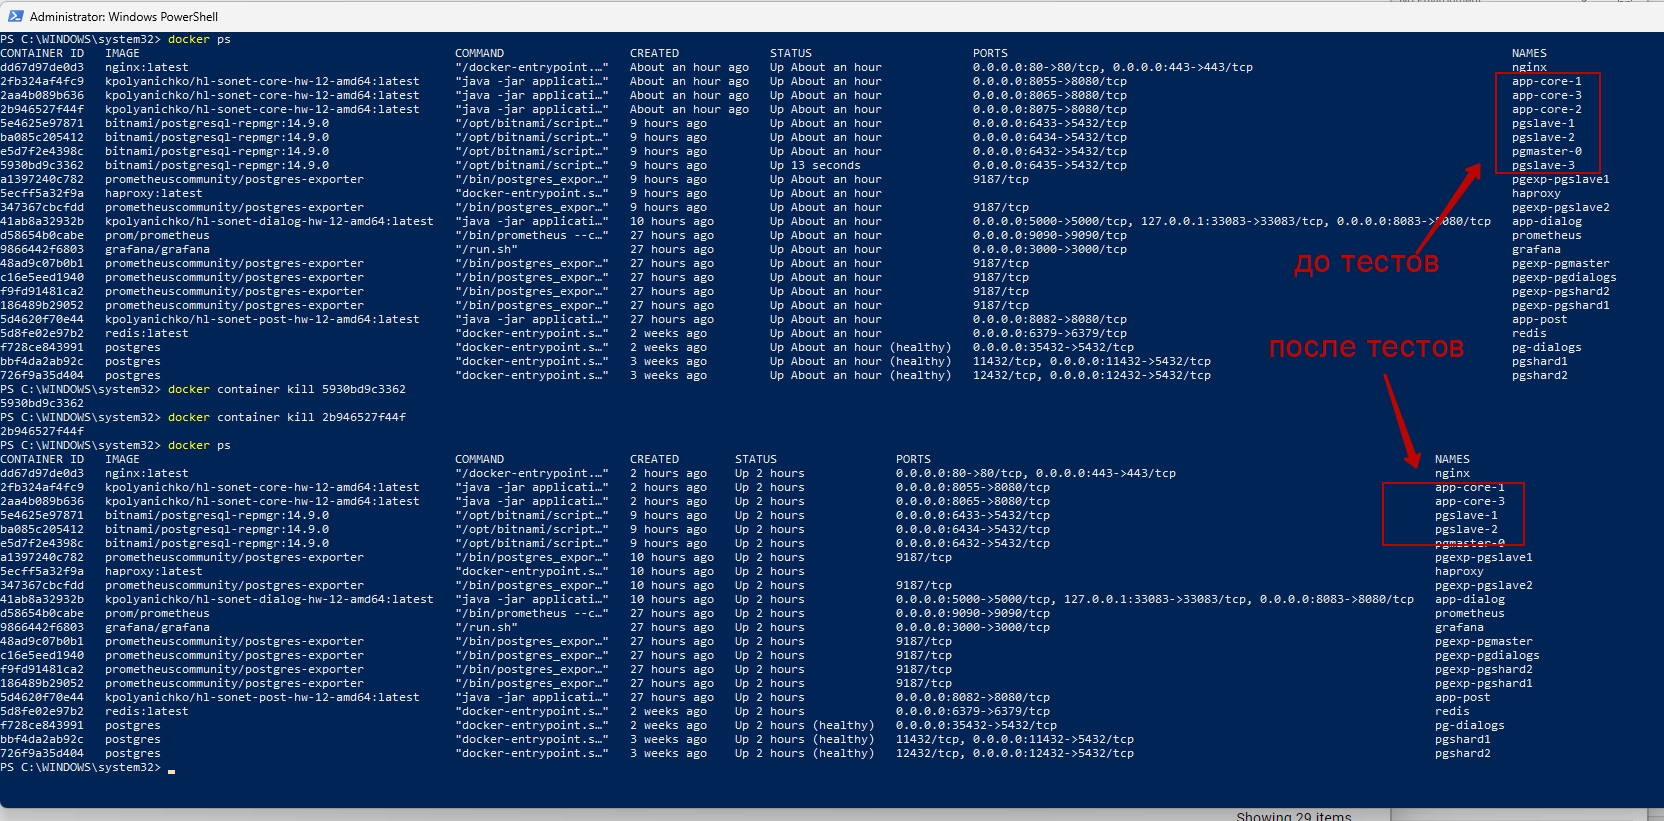 Administrator: Windows PowerShell
PS C:\WINDOWS\system32> docker ps
CONTAINER ID IMAGE COMMAND CREATED STATUS PORTS NAMES
dd67d97de0d3 nginx:latest "/docker-entrypoint.…" About an hour ago Up About an hour 0.0.0.0:80->80/tcp, 0.0.0.0:443->443/tcp nginx
2fb324af4fc9 kpolyanichko/hl-sonet-core-hw-12-amd64:latest "java -jar applicati…" About an hour ago Up About an hour 0.0.0.0:8055->8080/tcp app-core-1
2aa4b089b636 kpolyanichko/hl-sonet-core-hw-12-amd64:latest "java -jar applicati…" About an hour ago Up About an hour 0.0.0.0:8065->8080/tcp app-core-3
2b946527f44f kpolyanichko/hl-sonet-core-hw-12-amd64:latest "java -jar applicati…" About an hour ago Up About an hour 0.0.0.0:8075->8080/tcp app-core-2
5e4625e97871 bitnami/postgresql-repmgr:14.9.0 "/opt/bitnami/script…" 9 hours ago Up About an hour 0.0.0.0:6433->5432/tcp pgslave-1
ba085c205412 bitnami/postgresql-repmgr:14.9.0 "/opt/bitnami/script…" 9 hours ago Up About an hour 0.0.0.0:6434->5432/tcp pgslave-2
e5d7f2e4398c bitnami/postgresql-repmgr:14.9.0 "/opt/bitnami/script…" 9 hours ago Up About an hour 0.0.0.0:6432->5432/tcp pgmaster-0
5930bd9c3362 bitnami/postgresql-repmgr:14.9.0 "/opt/bitnami/script…" 9 hours ago Up 13 seconds 0.0.0.0:6435->5432/tcp pgslave-3
a1397240c782 prometheuscommunity/postgres-exporter "/bin/postgres_expor…" 9 hours ago Up About an hour 9187/tcp pgexp-pgslave1
5ecff5a32f9a haproxy:latest "docker-entrypoint.s…" 9 hours ago Up About an hour haproxy
347367cbcfdd prometheuscommunity/postgres-exporter "/bin/postgres_expor…" 9 hours ago Up About an hour 9187/tcp pgexp-pgslave2
41ab8a32932b kpolyanichko/hl-sonet-dialog-hw-12-amd64:latest "java -jar applicati…" 10 hours ago Up About an hour 0.0.0.0:5000->5000/tcp, 127.0.0.1:33083->33083/tcp, 0.0.0.0:8083->8080/tcp app-dialog
d58654b0cabe prom/prometheus "/bin/prometheus --c…" 27 hours ago Up About an hour 0.0.0.0:9090->9090/tcp prometheus
9866442f6803 grafana/grafana "/run.sh" 27 hours ago Up About an hour 0.0.0.0:3000->3000/tcp grafana
48ad9c07b0b1 prometheuscommunity/postgres-exporter "/bin/postgres_expor…" 27 hours ago Up About an hour 9187/tcp pgexp-pgmaster
c16e5eed1940 prometheuscommunity/postgres-exporter "/bin/postgres_expor…" 27 hours ago Up About an hour 9187/tcp pgexp-pgdialogs
f9fd91481ca2 prometheuscommunity/postgres-exporter "/bin/postgres_expor…" 27 hours ago Up About an hour 9187/tcp pgexp-pgshard2
186489b29052 prometheuscommunity/postgres-exporter "/bin/postgres_expor…" 27 hours ago Up About an hour 9187/tcp pgexp-pgshard1
5d4620f70e44 kpolyanichko/hl-sonet-post-hw-12-amd64:latest "java -jar applicati…" 27 hours ago Up About an hour 0.0.0.0:8082->8080/tcp app-post
5d8fe02e97b2 redis:latest "docker-entrypoint.s…" 2 weeks ago Up About an hour 0.0.0.0:6379->6379/tcp redis
f728ce843991 postgres "docker-entrypoint.s…" 2 weeks ago Up About an hour (healthy) 0.0.0.0:35432->5432/tcp pg-dialogs
bbf4da2ab92c postgres "docker-entrypoint.s…" 3 weeks ago Up About an hour (healthy) 11432/tcp, 0.0.0.0:11432->5432/tcp pgshard1
726f9a35d404 postgres "docker-entrypoint.s…" 3 weeks ago Up About an hour (healthy) 12432/tcp, 0.0.0.0:12432->5432/tcp pgshard2
до тестов
после тестов
PS C:\WINDOWS\system32> docker container kill 5930bd9c3362
5930bd9c3362
PS C:\WINDOWS\system32> docker container kill 2b946527f44f
2b946527f44f
PS C:\WINDOWS\system32> docker ps
CONTAINER ID IMAGE COMMAND CREATED STATUS PORTS NAMES
dd67d97de0d3 nginx:latest "/docker-entrypoint.…" 2 hours ago Up 2 hours 0.0.0.0:80->80/tcp, 0.0.0.0:443->443/tcp nginx
2fb324af4fc9 kpolyanichko/hl-sonet-core-hw-12-amd64:latest "java -jar applicati…" 2 hours ago Up 2 hours 0.0.0.0:8055->8080/tcp app-core-1
2aa4b089b636 kpolyanichko/hl-sonet-core-hw-12-amd64:latest "java -jar applicati…" 2 hours ago Up 2 hours 0.0.0.0:8065->8080/tcp app-core-3
5e4625e97871 bitnami/postgresql-repmgr:14.9.0 "/opt/bitnami/script…" 9 hours ago Up 2 hours 0.0.0.0:6433->5432/tcp pgslave-1
ba085c205412 bitnami/postgresql-repmgr:14.9.0 "/opt/bitnami/script…" 9 hours ago Up 2 hours 0.0.0.0:6434->5432/tcp pgslave-2
e5d7f2e4398c bitnami/postgresql-repmgr:14.9.0 "/opt/bitnami/script…" 9 hours ago Up 2 hours 0.0.0.0:6432->5432/tcp pgmaster-0
a1397240c782 prometheuscommunity/postgres-exporter "/bin/postgres_expor…" 10 hours ago Up 2 hours 9187/tcp pgexp-pgslave1
5ecff5a32f9a haproxy:latest "docker-entrypoint.s…" 10 hours ago Up 2 hours haproxy
347367cbcfdd prometheuscommunity/postgres-exporter "/bin/postgres_expor…" 10 hours ago Up 2 hours 9187/tcp pgexp-pgslave2
41ab8a32932b kpolyanichko/hl-sonet-dialog-hw-12-amd64:latest "java -jar applicati…" 10 hours ago Up 2 hours 0.0.0.0:5000->5000/tcp, 127.0.0.1:33083->33083/tcp, 0.0.0.0:8083->8080/tcp app-dialog
d58654b0cabe prom/prometheus "/bin/prometheus --c…" 27 hours ago Up 2 hours 0.0.0.0:9090->9090/tcp prometheus
9866442f6803 grafana/grafana "/run.sh" 27 hours ago Up 2 hours 0.0.0.0:3000->3000/tcp grafana
48ad9c07b0b1 prometheuscommunity/postgres-exporter "/bin/postgres_expor…" 27 hours ago Up 2 hours 9187/tcp pgexp-pgmaster
c16e5eed1940 prometheuscommunity/postgres-exporter "/bin/postgres_expor…" 27 hours ago Up 2 hours 9187/tcp pgexp-pgdialogs
f9fd91481ca2 prometheuscommunity/postgres-exporter "/bin/postgres_expor…" 27 hours ago Up 2 hours 9187/tcp pgexp-pgshard2
186489b29052 prometheuscommunity/postgres-exporter "/bin/postgres_expor…" 27 hours ago Up 2 hours 9187/tcp pgexp-pgshard1
5d4620f70e44 kpolyanichko/hl-sonet-post-hw-12-amd64:latest "java -jar applicati…" 27 hours ago Up 2 hours 0.0.0.0:8082->8080/tcp app-post
5d8fe02e97b2 redis:latest "docker-entrypoint.s…" 2 weeks ago Up 2 hours 0.0.0.0:6379->6379/tcp redis
f728ce843991 postgres "docker-entrypoint.s…" 2 weeks ago Up 2 hours (healthy) 0.0.0.0:35432->5432/tcp pg-dialogs
bbf4da2ab92c postgres "docker-entrypoint.s…" 3 weeks ago Up 2 hours (healthy) 11432/tcp, 0.0.0.0:11432->5432/tcp pgshard1
726f9a35d404 postgres "docker-entrypoint.s…" 3 weeks ago Up 2 hours (healthy) 12432/tcp, 0.0.0.0:12432->5432/tcp pgshard2
PS C:\WINDOWS\system32>
Showing 29 items